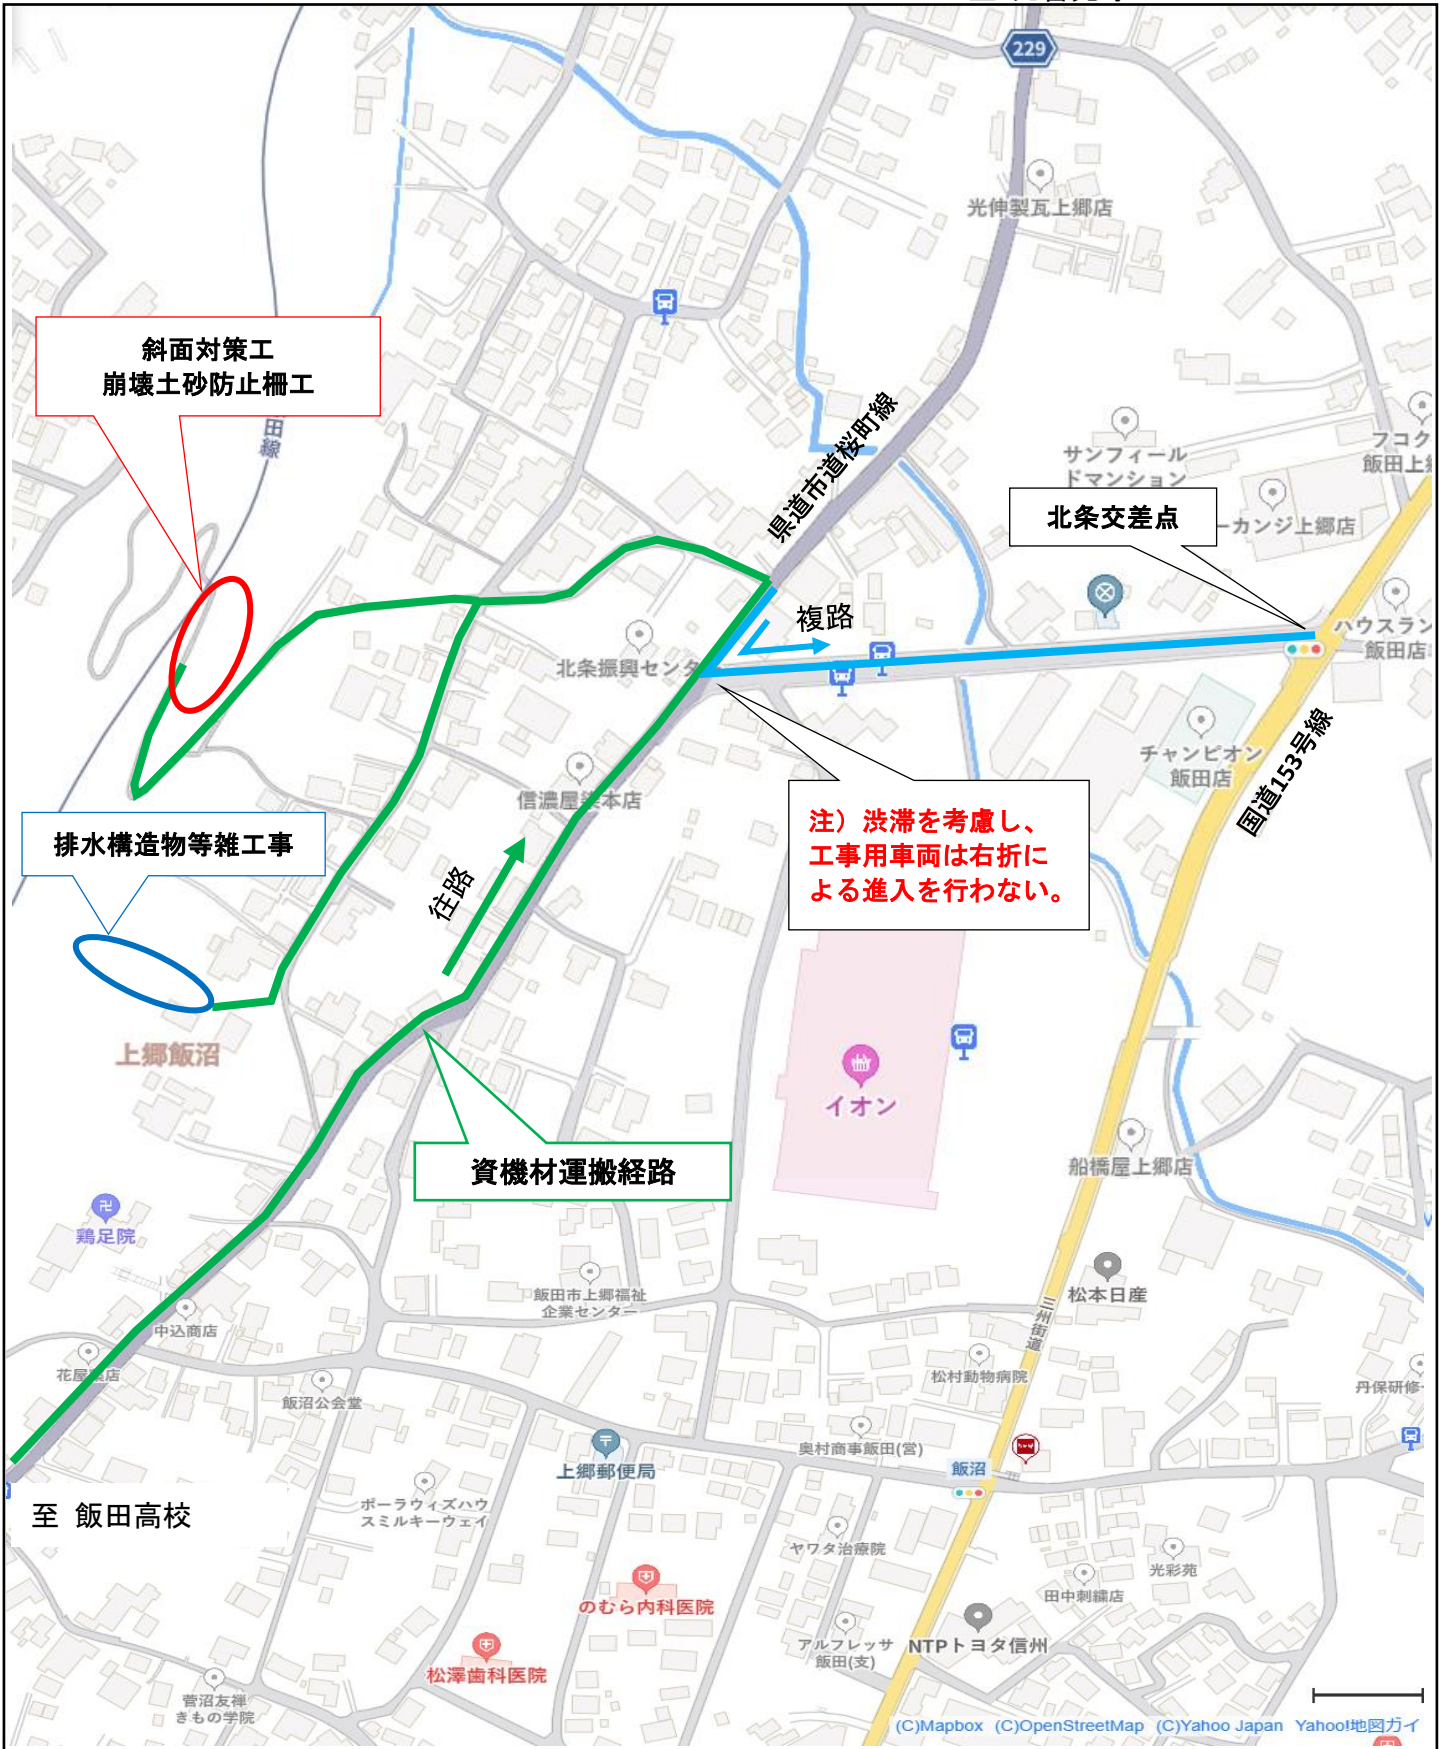 229
光伸製瓦上郷店
斜面対策工
崩壊土砂防止柵工
田線
県道市道桜町線
サンフィール
ドマンション
フコク
飯田上
北条交差点
ーカンジ上郷店
複路
ハウスラン
飯田店
北条振興センタ
国道153号線
チャンピオン
飯田店
信濃屋
本店
注）渋滞を考慮し、
工事用車両は右折に
よる進入を行わない。
排水構造物等雑工事
往路
上郷飯沼
イオン
船橋屋上郷店
資機材運搬経路
卍
鶏足院
飯田市上郷福祉
企業センター
松本日産
三州街道
中込商店
花屋
店
飯沼公会堂
松村動物病院
丹保研修
奥村商事飯田(営)
〒
上郷郵便局
飯沼
ポーラウィズハウ
スミルキーウェイ
至 飯田高校
ヤワタ治療院
光彩苑
田中刺繍店
のむら内科医院
アルフレッサ
飯田(支)
NTPトヨタ信州
松澤歯科医院
菅沼友禅
きもの学院
(C)Mapbox (C)OpenStreetMap (C)Yahoo Japan Yahoo!地図ガイ